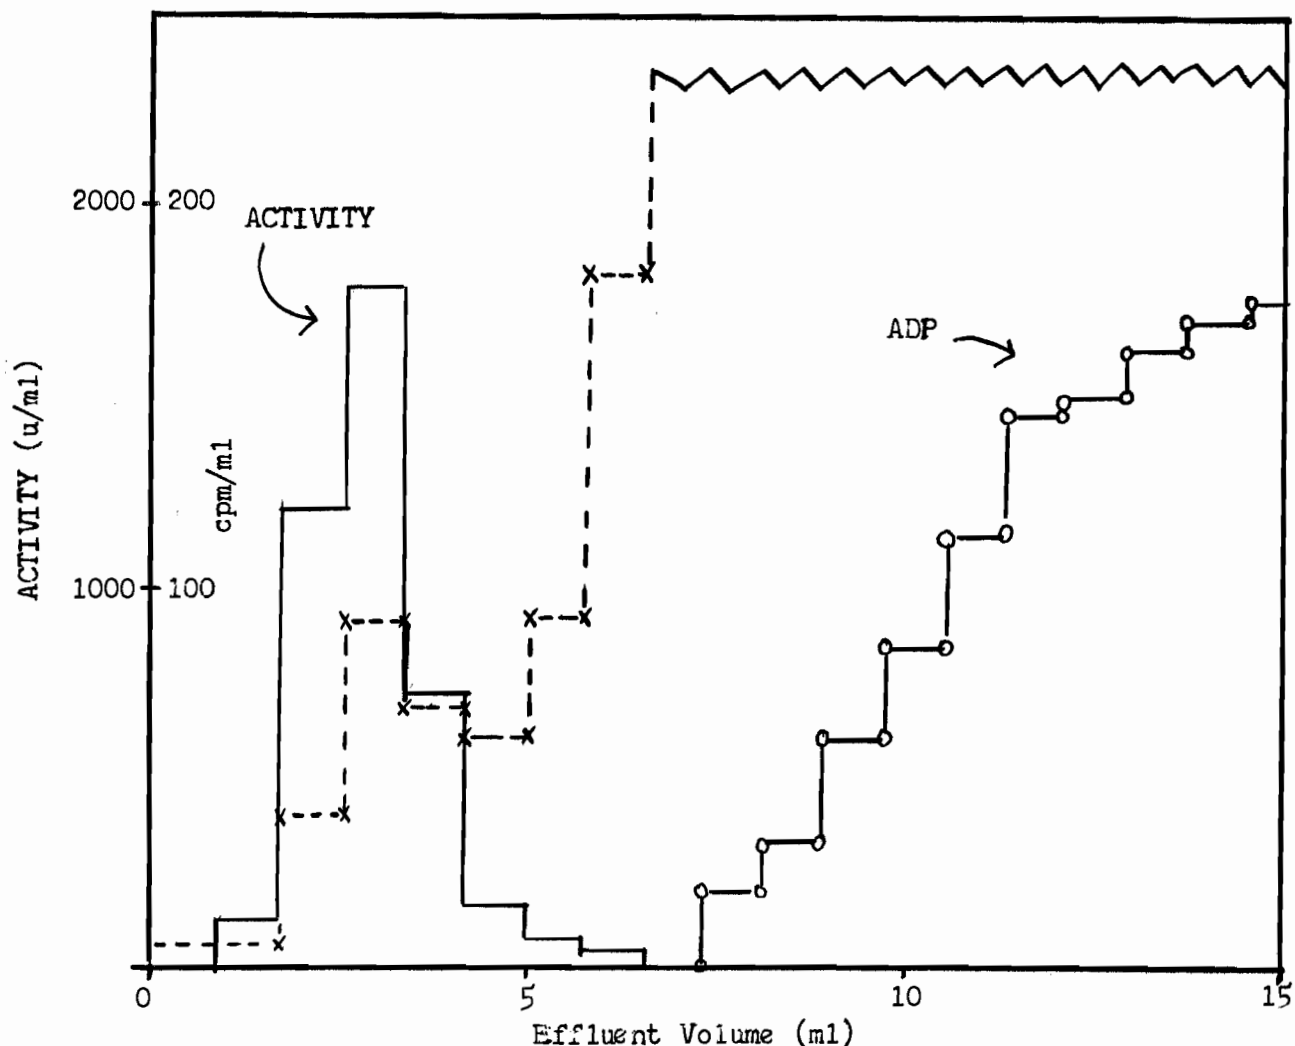 2000 200
ACTIVITY
ADP
ACTIVITY (u/ml)
cpm/ml
1000 100
0 5 10 15
Effluent Volume (ml)